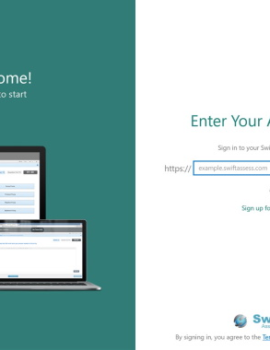 ome!
to start
Enter Your A
Sign in to your Swi
https://
example.swiftassess.com
Sign up fo
Sw
By signing in, you agree to the Te